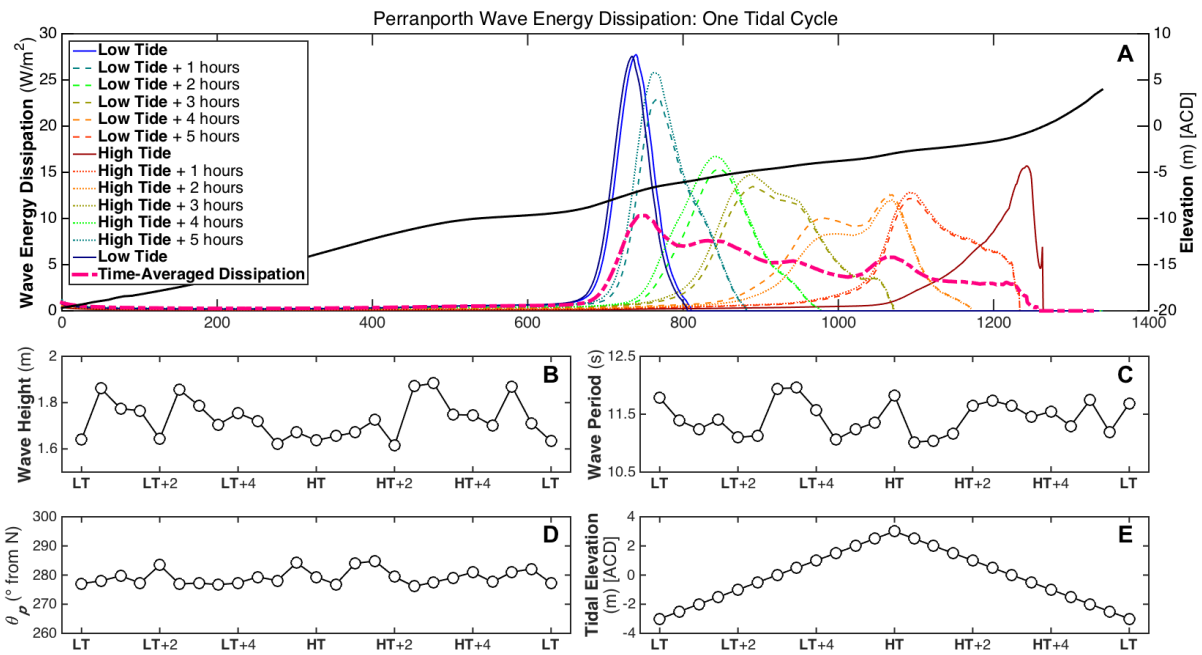 Perranporth Wave Energy Dissipation: One Tidal Cycle
Wave Energy Dissipation (W/m²)
30
25
20
15
10
5
0
Low Tide
Low Tide + 1 hours
Low Tide + 2 hours
Low Tide + 3 hours
Low Tide + 4 hours
Low Tide + 5 hours
High Tide
High Tide + 1 hours
High Tide + 2 hours
High Tide + 3 hours
High Tide + 4 hours
High Tide + 5 hours
Low Tide
Time-Averaged Dissipation
A
10
5
0
-5
-10
-15
-20
Elevation (m) [ACD]
0 200 400 600 800 1000 1200 1400
Wave Height (m)
2
1.8
1.6
B
LT LT+2 LT+4 HT HT+2 HT+4 LT
Wave Period (s)
12.5
11.5
10.5
C
LT LT+2 LT+4 HT HT+2 HT+4 LT
θp (° from N)
300
290
280
270
260
D
LT LT+2 LT+4 HT HT+2 HT+4 LT
Tidal Elevation
(m) [ACD]
4
2
0
-2
-4
E
LT LT+2 LT+4 HT HT+2 HT+4 LT